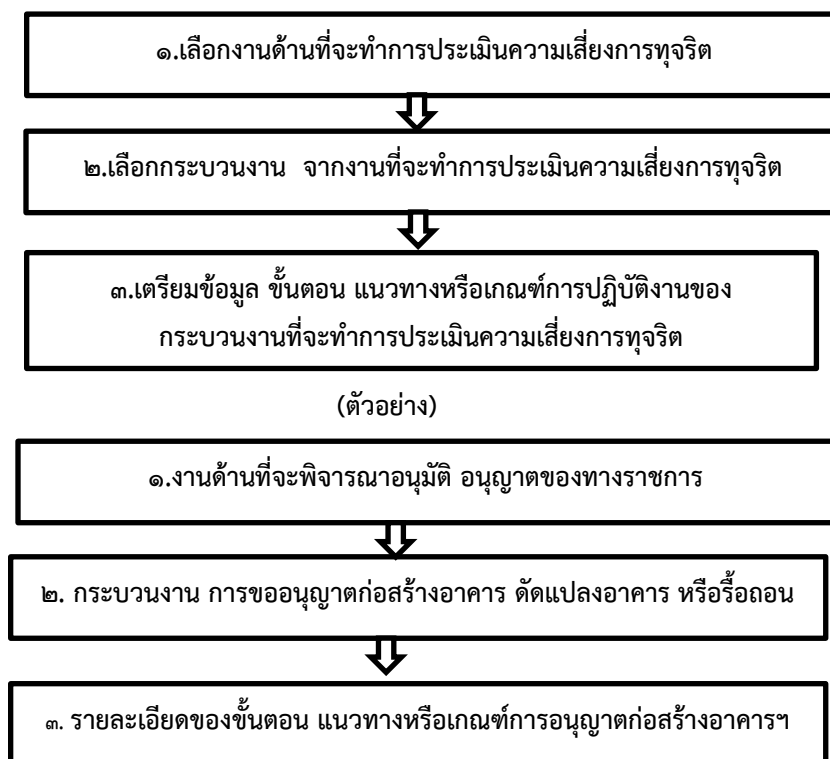 ๑.เลือกงานด้านที่จะทำการประเมินความเสี่ยงการทุจริต
๒.เลือกกระบวนงาน จากงานที่จะทำการประเมินความเสี่ยงการทุจริต
๓.เตรียมข้อมูล ขั้นตอน แนวทางหรือเกณฑ์การปฏิบัติงานของ
กระบวนงานที่จะทำการประเมินความเสี่ยงการทุจริต
(ตัวอย่าง)
๑.งานด้านที่จะพิจารณาอนุมัติ อนุญาตของทางราชการ
๒. กระบวนงาน การขออนุญาตก่อสร้างอาคาร ดัดแปลงอาคาร หรือรื้อถอน
๓. รายละเอียดของขั้นตอน แนวทางหรือเกณฑ์การอนุญาตก่อสร้างอาคารฯ